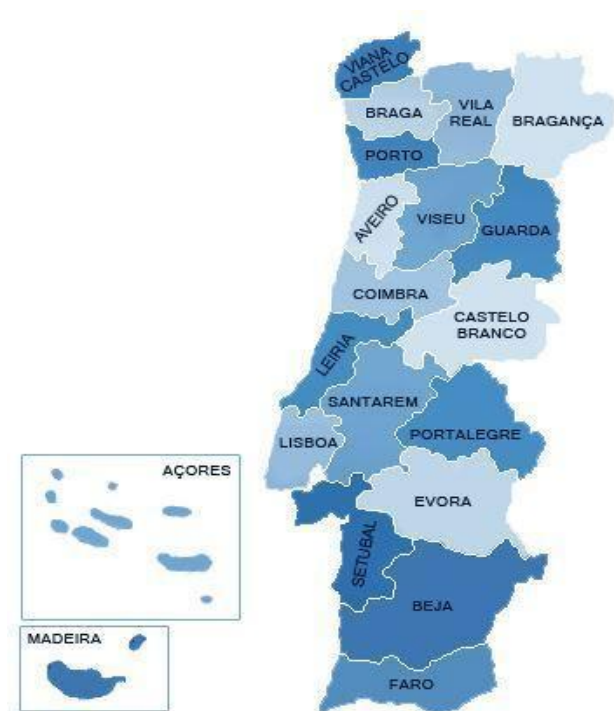 VIANA
CASTELO
BRAGA
VILA
REAL
BRAGANÇA
PORTO
AVEIRO
VISEU
GUARDA
COIMBRA
CASTELO
BRANCO
LEIRIA
SANTAREM
LISBOA
PORTALEGRE
AÇORES
EVORA
SETUBAL
BEJA
MADEIRA
FARO